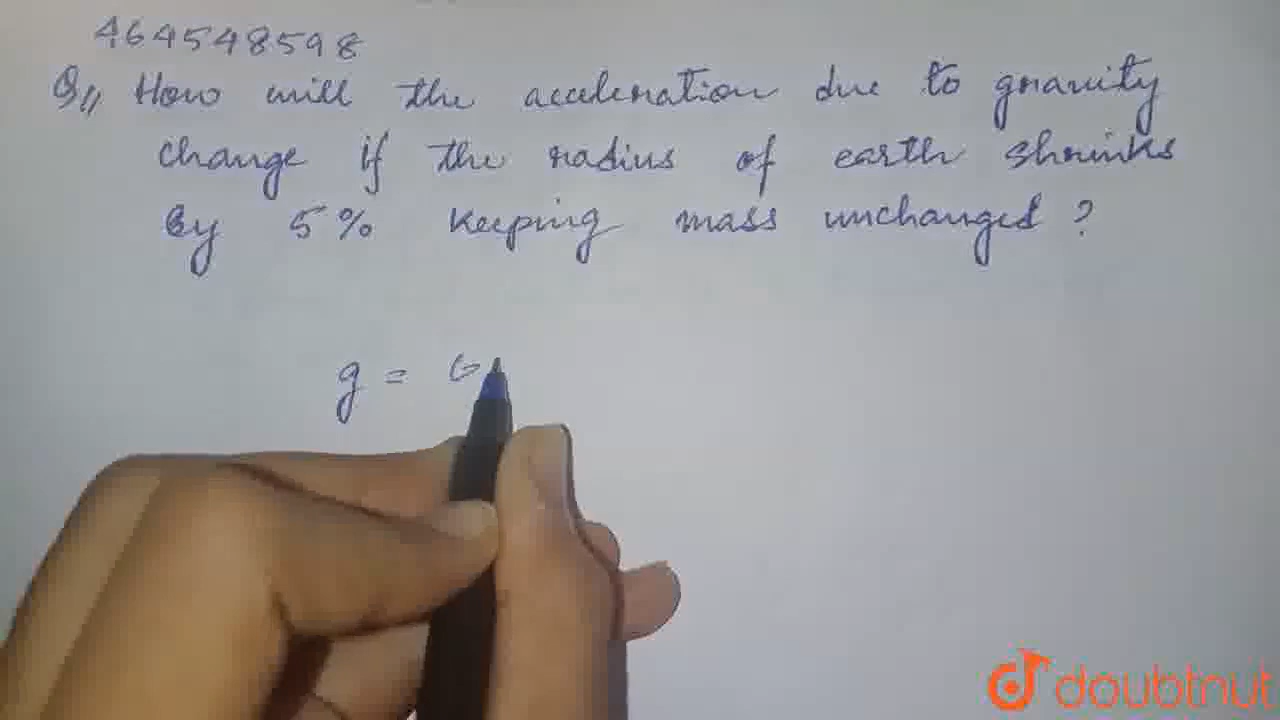 464548598
Q// How will the acceleration due to gravity
change if the radius of earth shrinks
by 5% keeping mass unchanged ?
g = G
doubtnut